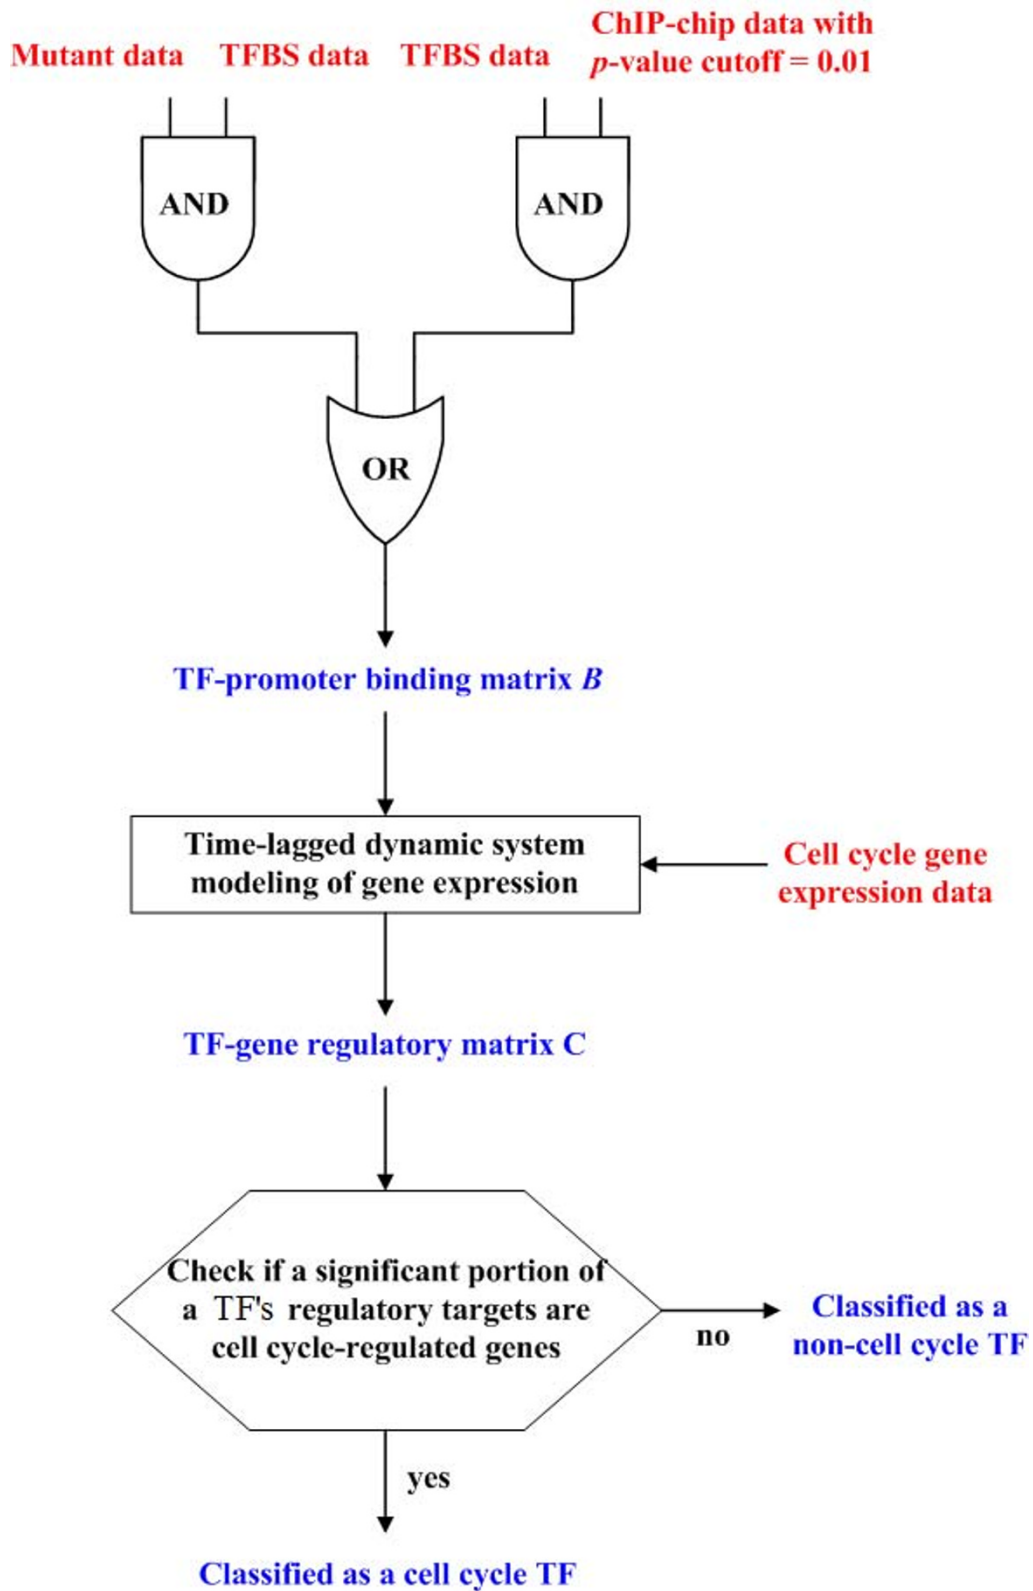 Mutant data TFBS data TFBS data ChIP-chip data with
p-value cutoff = 0.01
AND AND
OR
TF-promoter binding matrix B
Time-lagged dynamic system
modeling of gene expression
Cell cycle gene
expression data
TF-gene regulatory matrix C
Check if a significant portion of
a TF's regulatory targets are
cell cycle-regulated genes
no
Classified as a
non-cell cycle TF
yes
Classified as a cell cycle TF